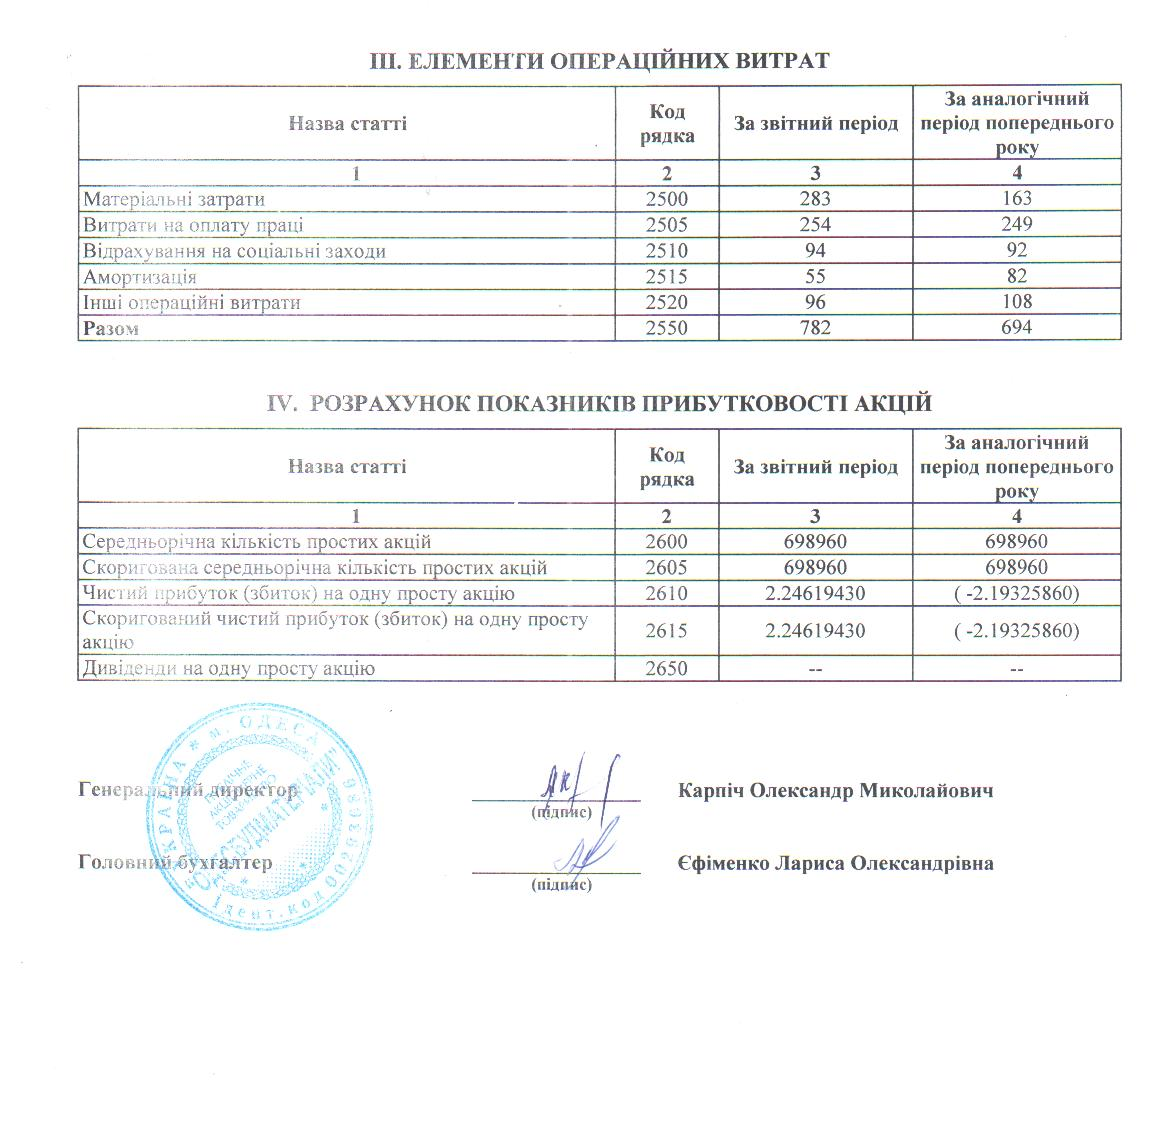 III. ЕЛЕМЕНТИ ОПЕРАЦІЙНИХ ВИТРАТ
Назва статті Код рядка За звітний період За аналогічний період попереднього року
1 2 3 4
Матеріальні затрати 2500 283 163
Витрати на оплату праці 2505 254 249
Відрахування на соціальні заходи 2510 94 92
Амортизація 2515 55 82
Інші операційні витрати 2520 96 108
Разом 2550 782 694
IV. РОЗРАХУНОК ПОКАЗНИКІВ ПРИБУТКОВОСТІ АКЦІЙ
Назва статті Код рядка За звітний період За аналогічний період попереднього року
1 2 3 4
Середньорічна кількість простих акцій 2600 698960 698960
Скоригована середньорічна кількість простих акцій 2605 698960 698960
Чистий прибуток (збиток) на одну просту акцію 2610 2.24619430 ( -2.19325860)
Скоригований чистий прибуток (збиток) на одну просту акцію 2615 2.24619430 ( -2.19325860)
Дивіденди на одну просту акцію 2650 -- --
Генеральний директор Карпіч Олександр Миколайович
(підпис)
Головний бухгалтер Єфіменко Лариса Олександрівна
(підпис)
УКРАЇНА * м. ОДЕСА
Ідент.код